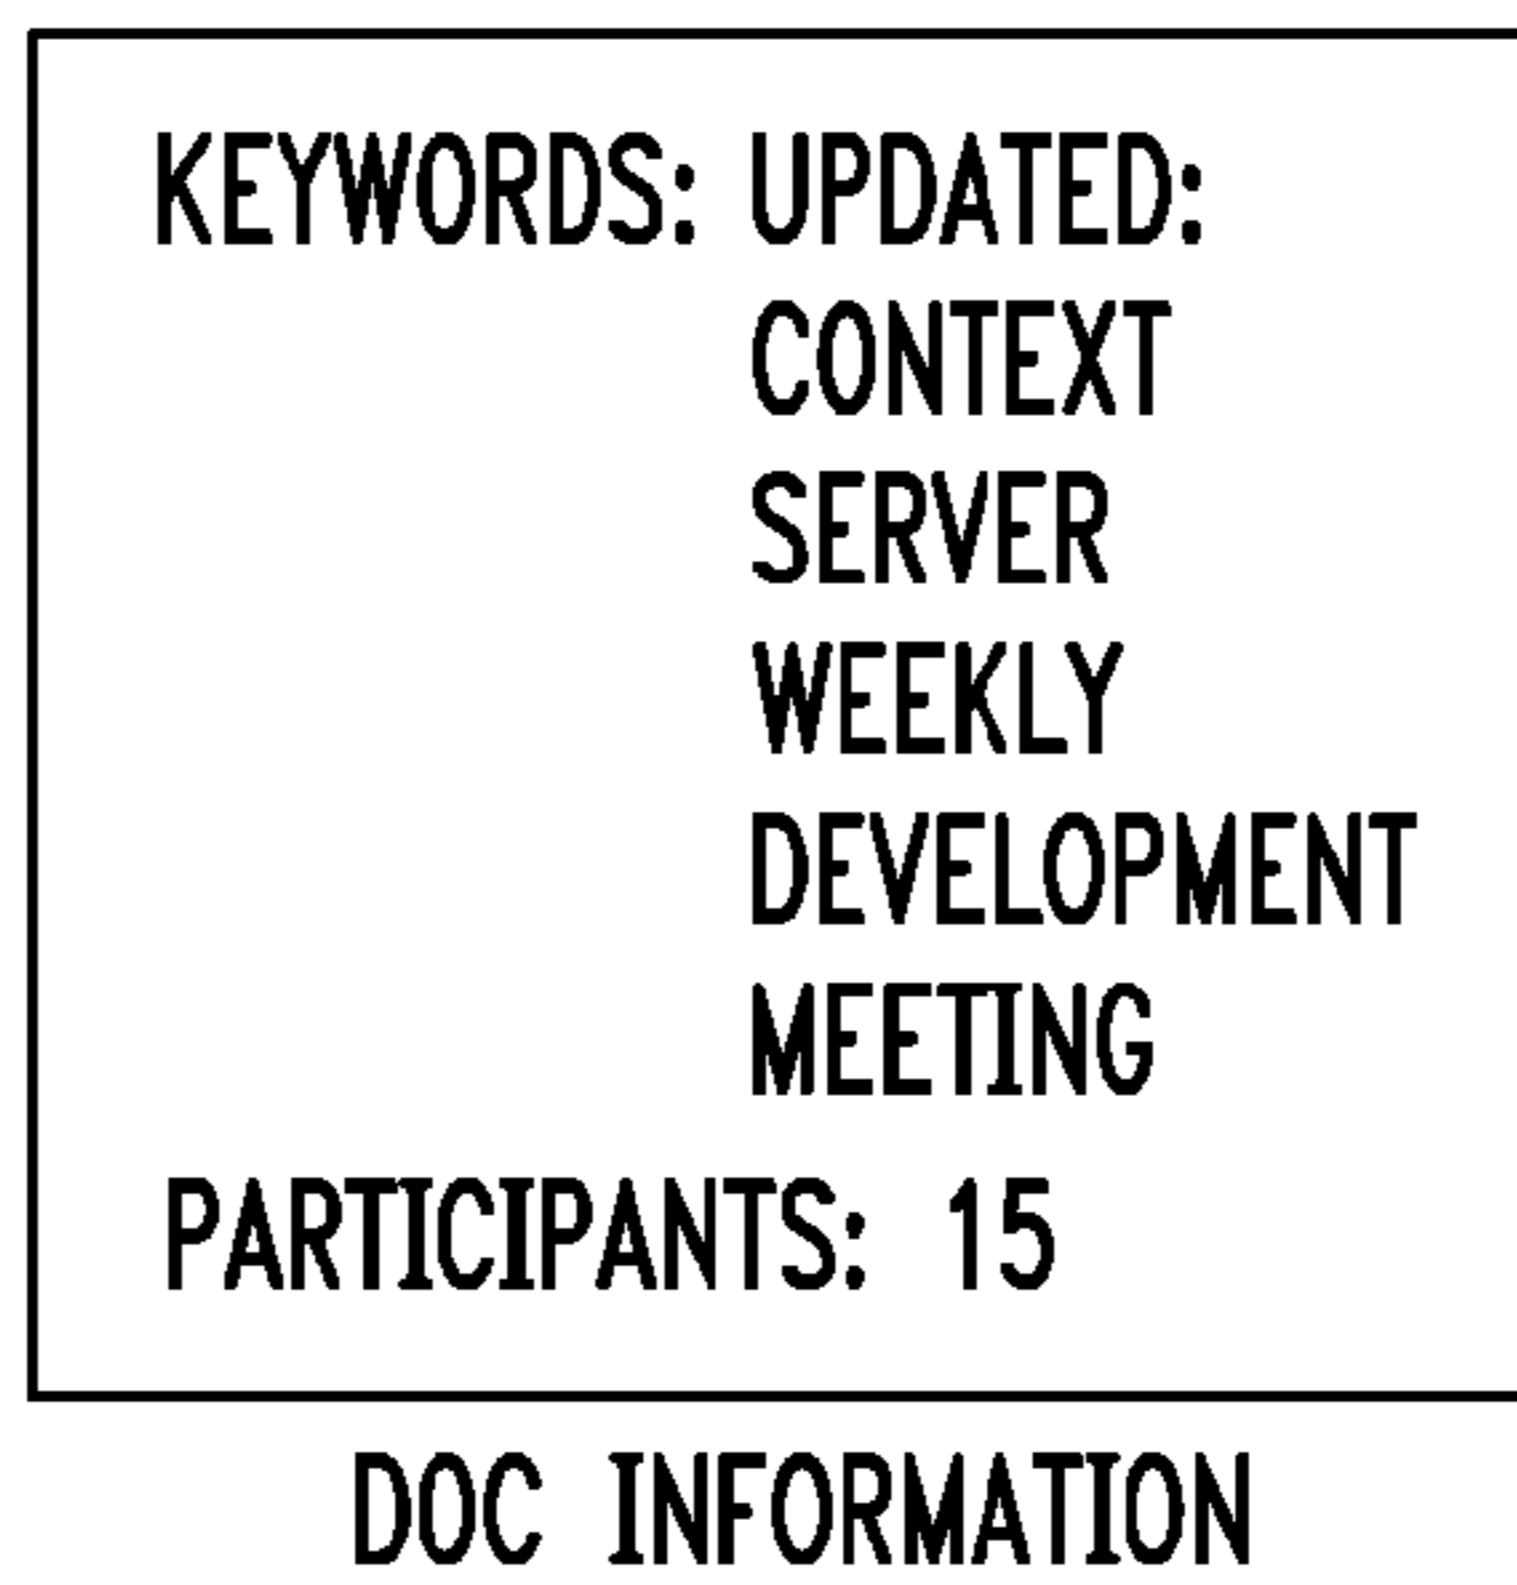 KEYWORDS: UPDATED:
CONTEXT
SERVER
WEEKLY
DEVELOPMENT
MEETING
PARTICIPANTS: 15
DOC INFORMATION